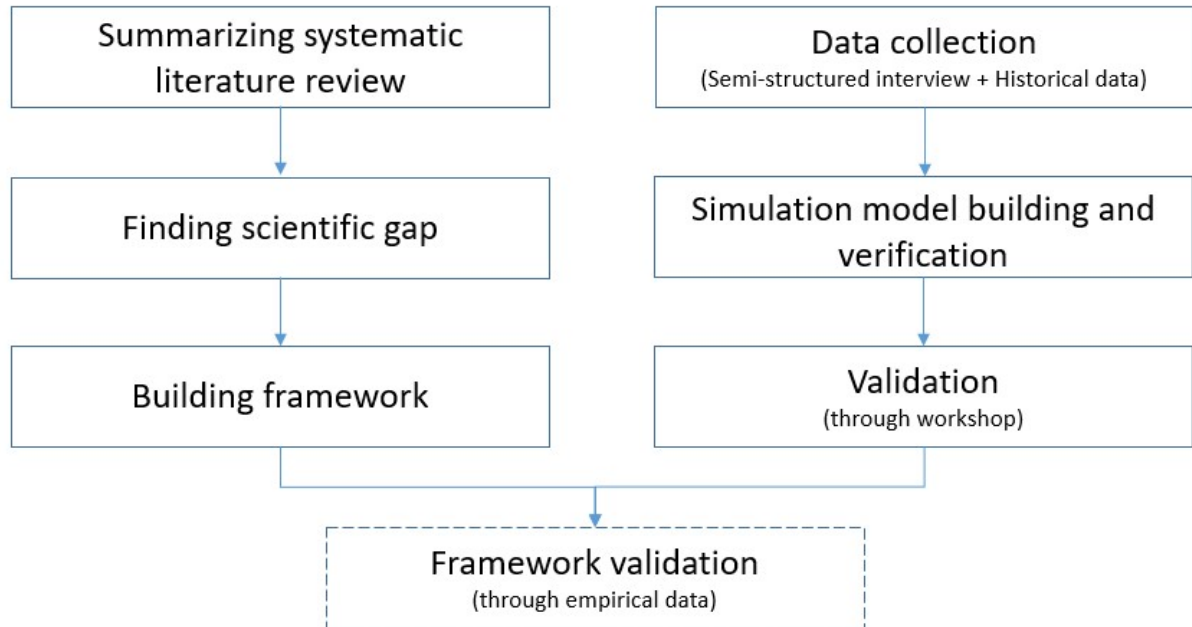 Summarizing systematic
literature review
Finding scientific gap
Building framework
Data collection
(Semi-structured interview + Historical data)
Simulation model building and
verification
Validation
(through workshop)
Framework validation
(through empirical data)